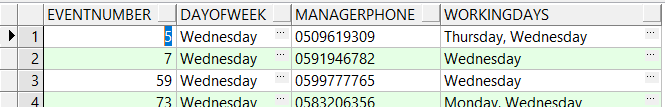 EVENTNUMBER DAYOFWEEK MANAGERPHONE WORKINGDAYS
1 5 Wednesday ... 0509619309 ... Thursday, Wednesday ...
2 7 Wednesday ... 0591946782 ... Wednesday ...
3 59 Wednesday ... 0599777765 ... Wednesday ...
4 73 Wednesday ... 0583206356 ... Monday, Wednesday ...